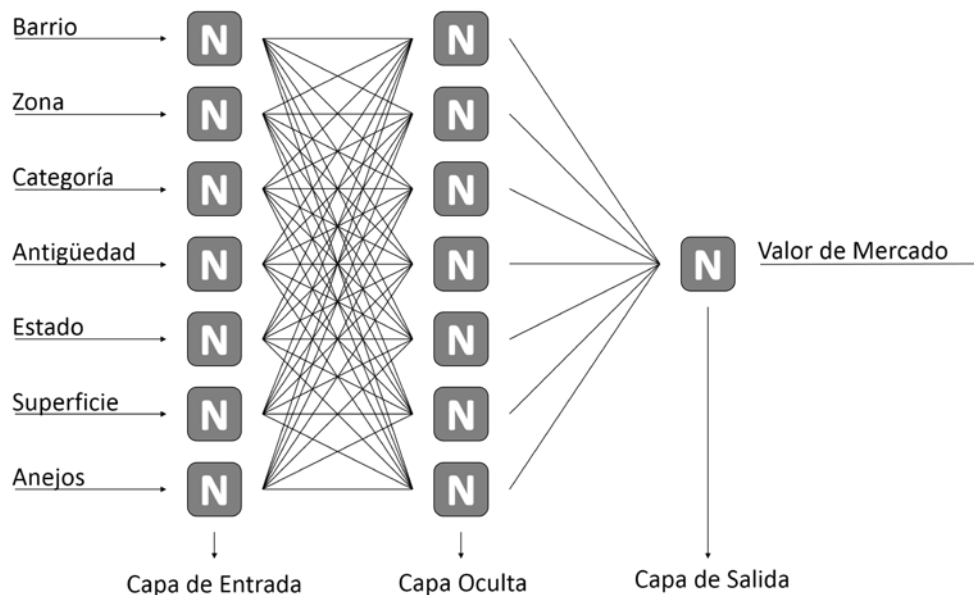 Barrio N N
Zona N N
Categoría N N
Antigüedad N N N Valor de Mercado
Estado N N
Superficie N N
Anejos N N
Capa de Entrada Capa Oculta Capa de Salida